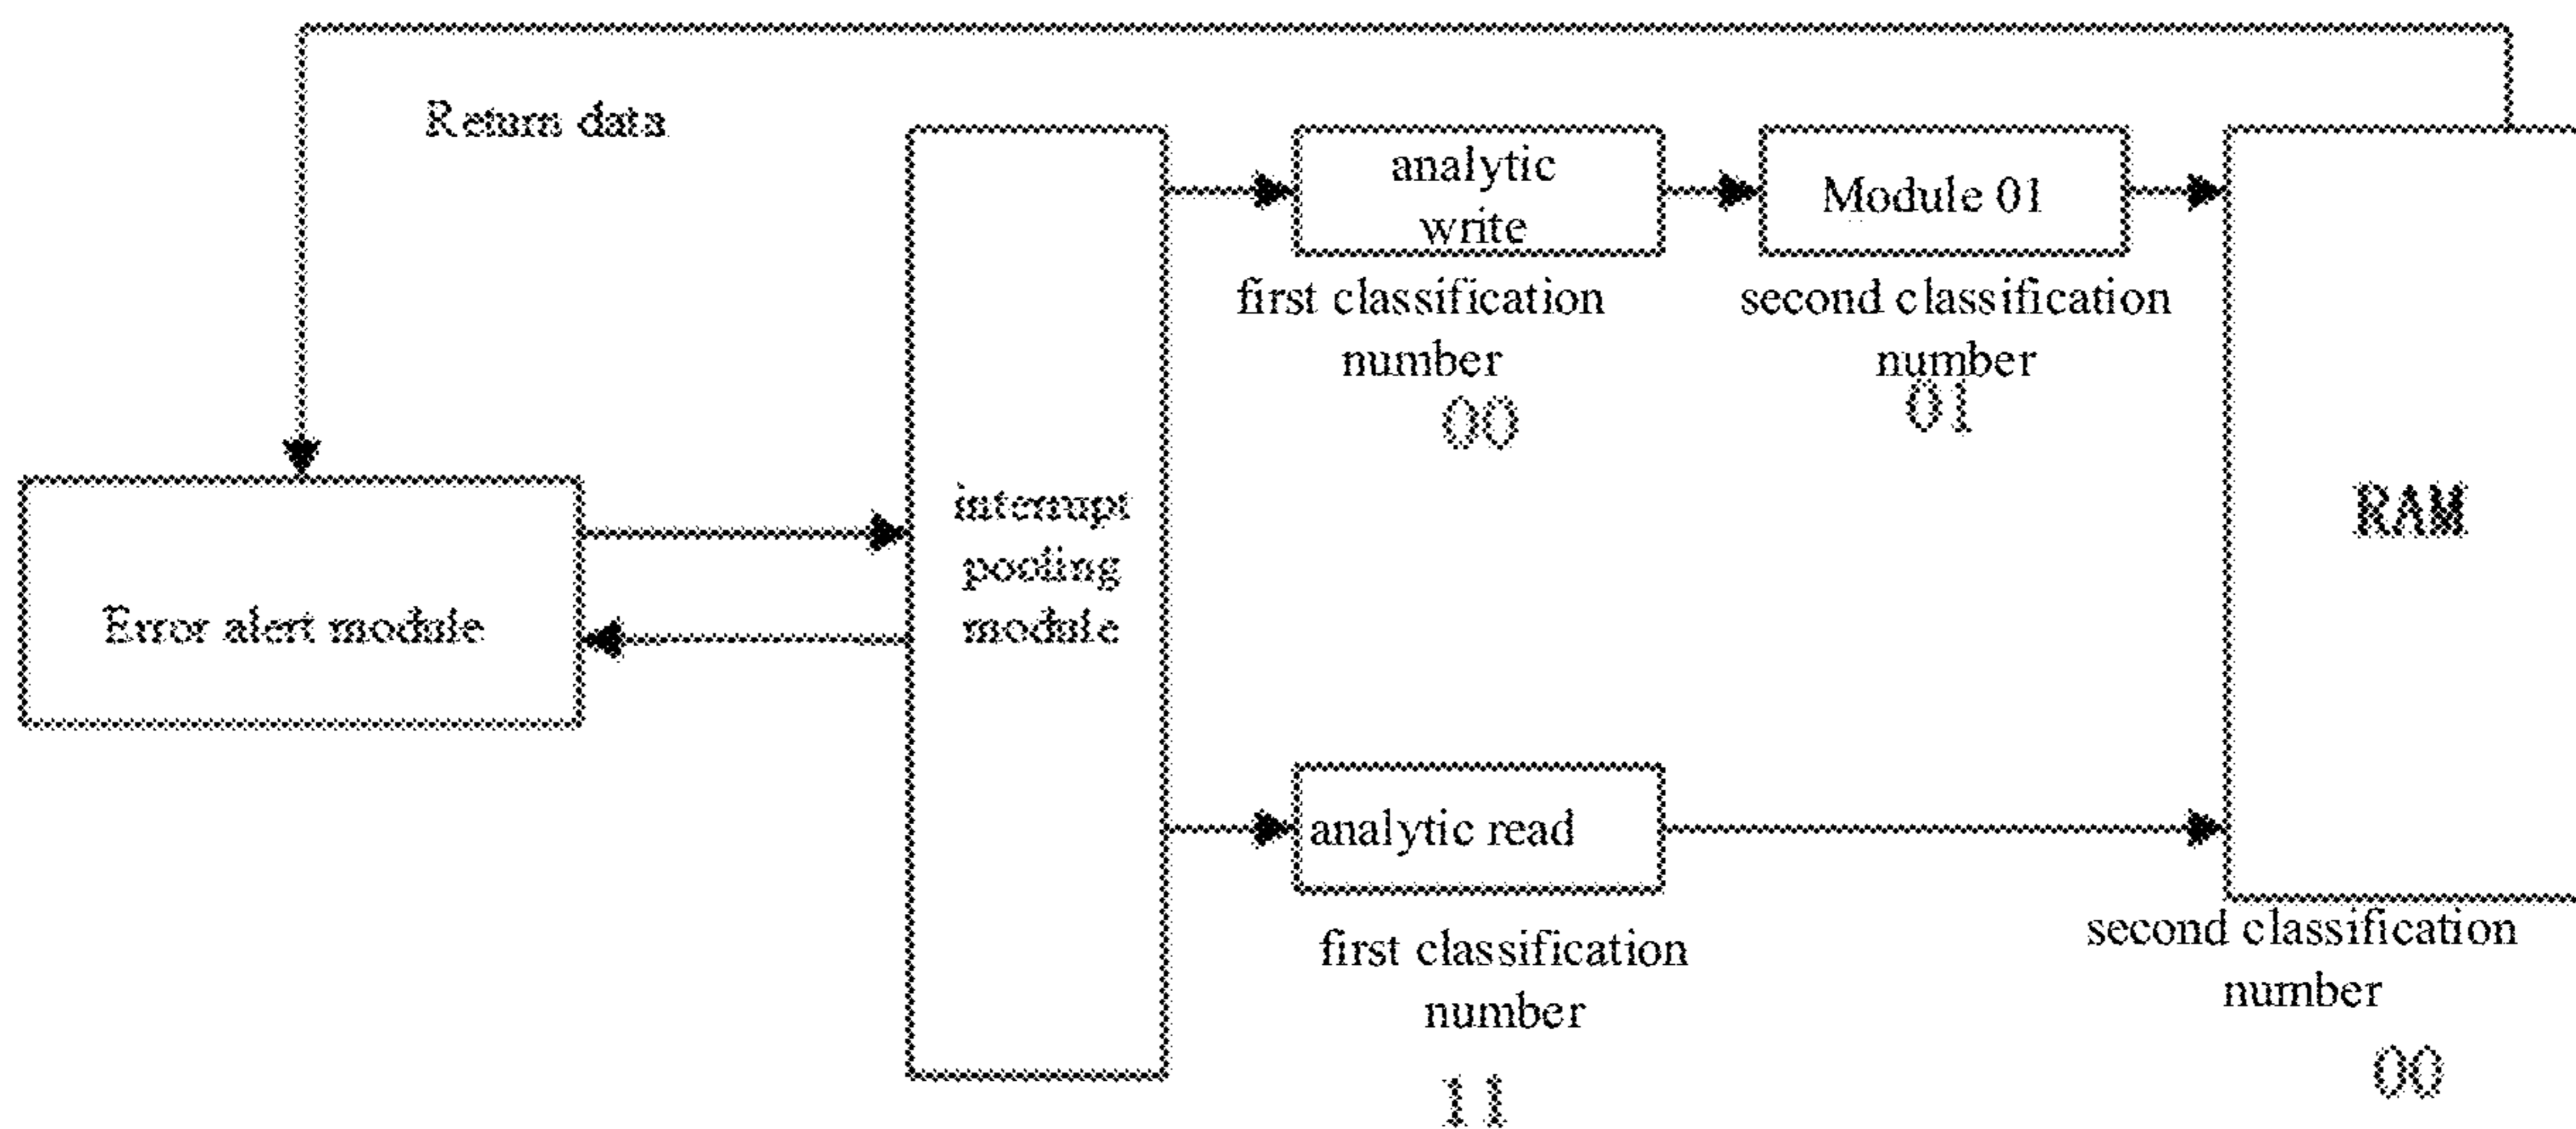 Return data
analytic
write
Module 01
first classification
number
00
second classification
number
01
RAM
interrupt
pooling
module
Error alert module
analytic read
first classification
number
11
second classification
number
00